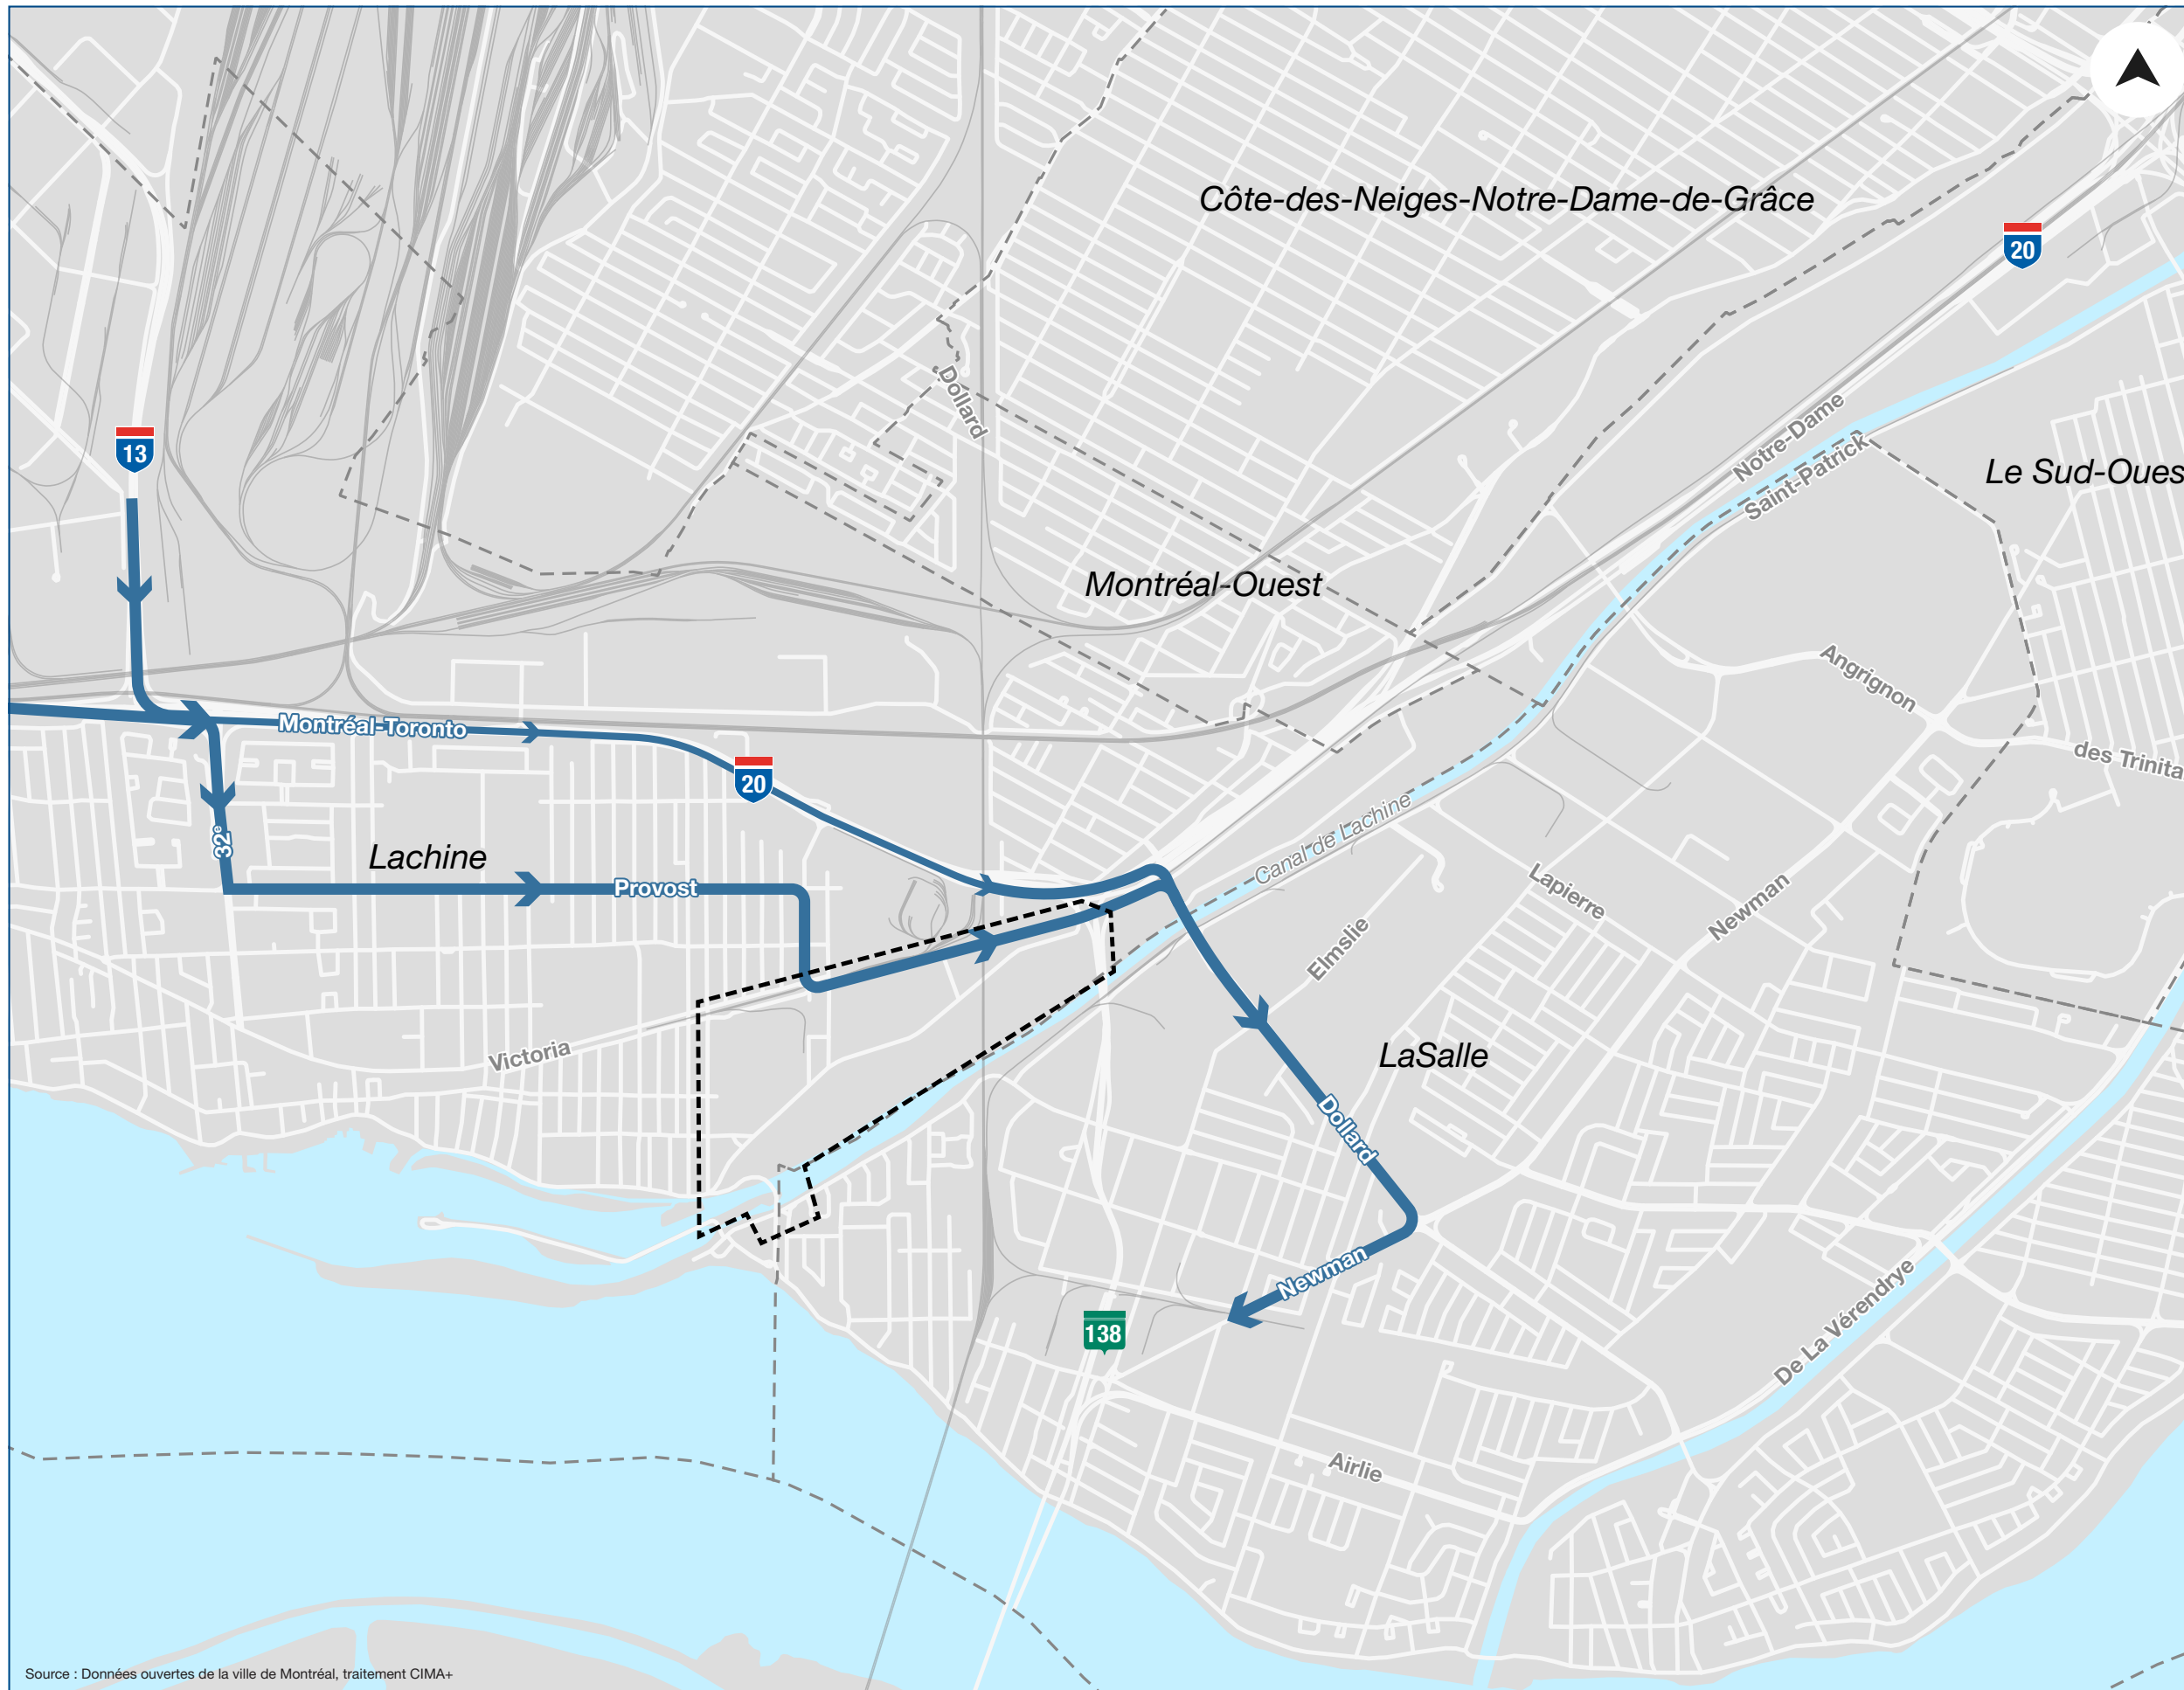 Côte-des-Neiges-Notre-Dame-de-Grâce
20
Dollard
13
Notre-Dame
Saint-Patrick
Le Sud-Oues
Montréal-Ouest
Angrignon
des Trinita
Montréal-Toronto
20
Canal de Lachine
32e
Lachine
Provost
Lapierre
Newman
Elmslie
Victoria
LaSalle
Dollard
Newman
138
De La Vérendrye
Airlie
Source : Données ouvertes de la ville de Montréal, traitement CIMA+